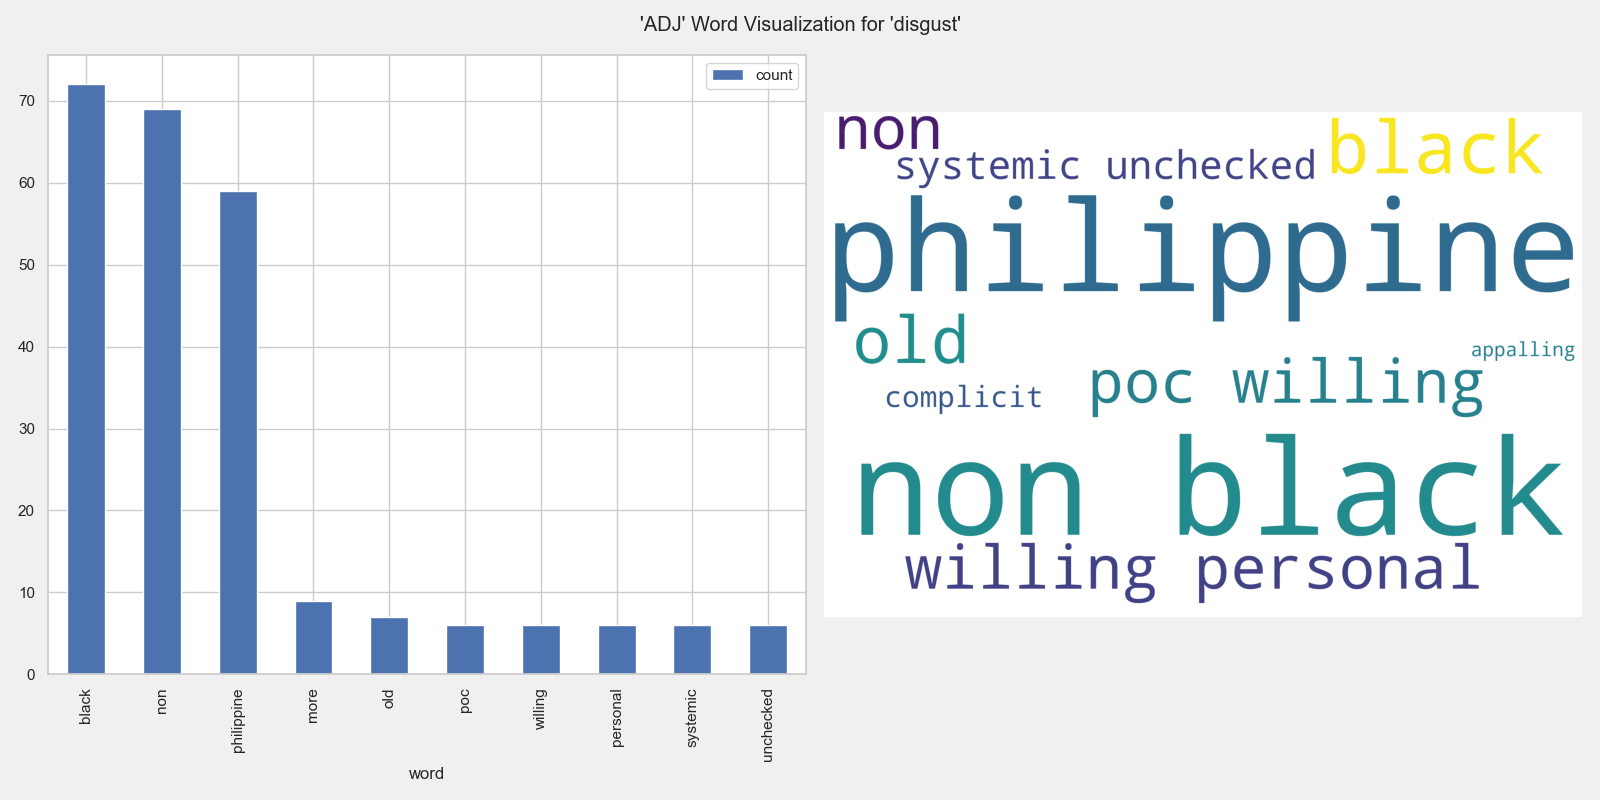 'ADJ' Word Visualization for 'disgust'
count
70
60
50
40
30
20
10
0
black
non
philippine
more
old
poc
willing
personal
systemic
unchecked
word
non
systemic unchecked
black
philippine
old
appalling
complicit
poc willing
non black
willing personal